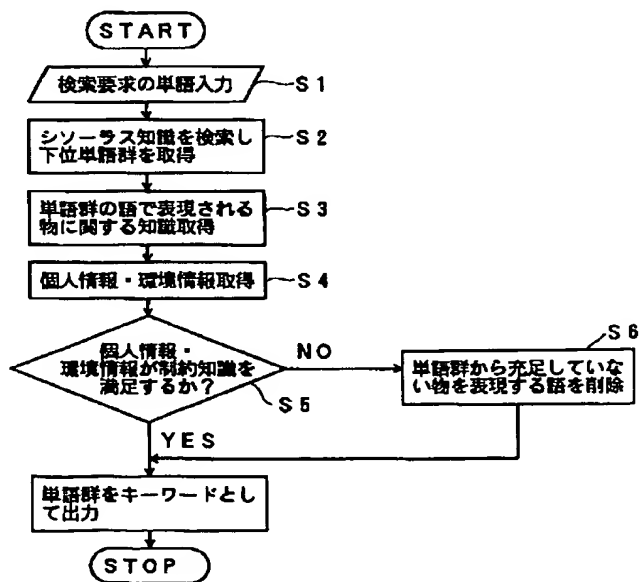 START
検索要求の単語入力
S1
シソーラス知識を検索し
下位単語群を取得
S2
単語群の語で表現される
物に関する知識取得
S3
個人情報・環境情報取得
S4
個人情報・
環境情報が制約知識を
満足するか?
S5
NO
S6
単語群から充足していな
い物を表現する語を削除
YES
単語群をキーワードとし
て出力
STOP